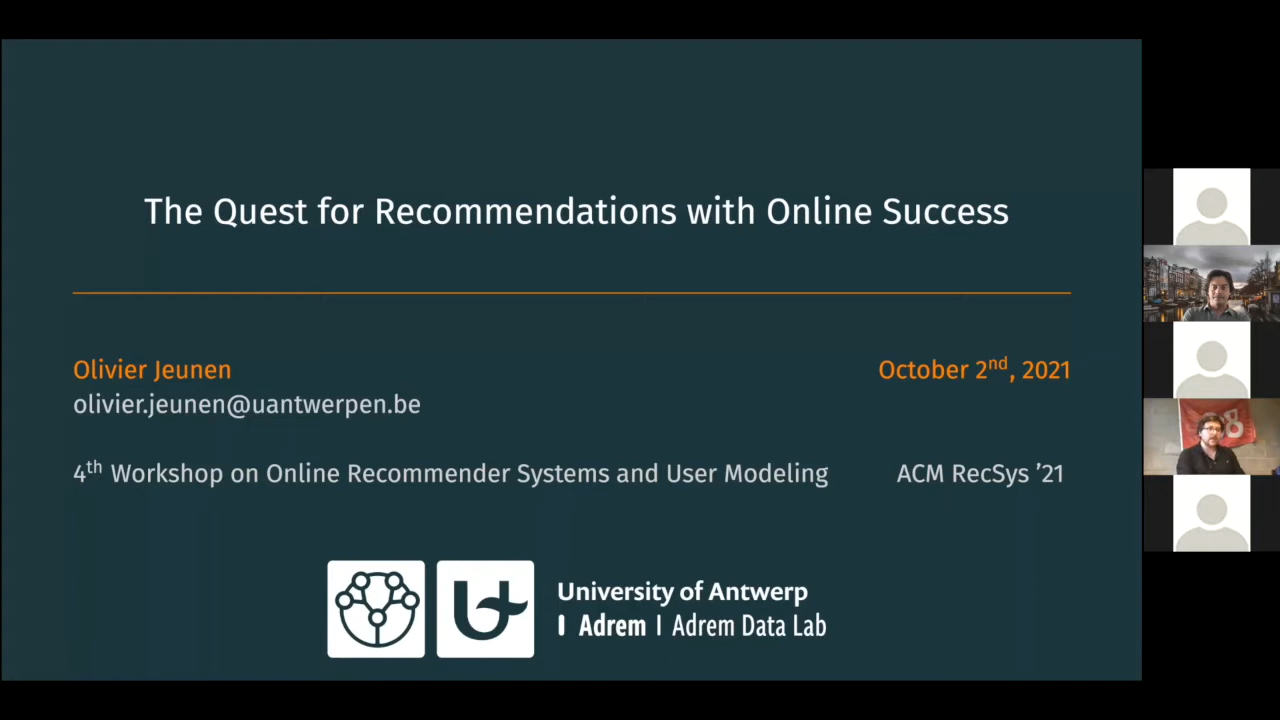 The Quest for Recommendations with Online Success
Olivier Jeunen
October 2nd, 2021
olivier.jeunen@uantwerpen.be
4th Workshop on Online Recommender Systems and User Modeling
ACM RecSys ’21
University of Antwerp
I Adrem I Adrem Data Lab